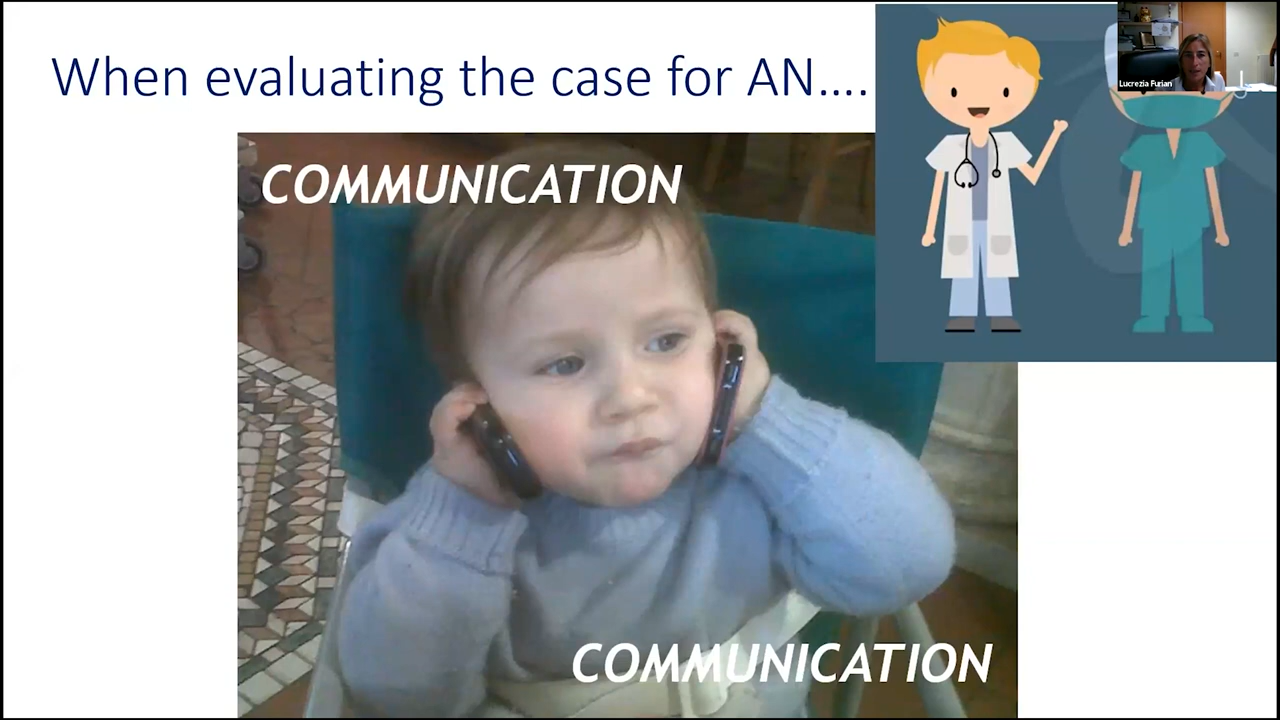 When evaluating the case for AN….
Lucrezia Furian
COMMUNICATION
COMMUNICATION